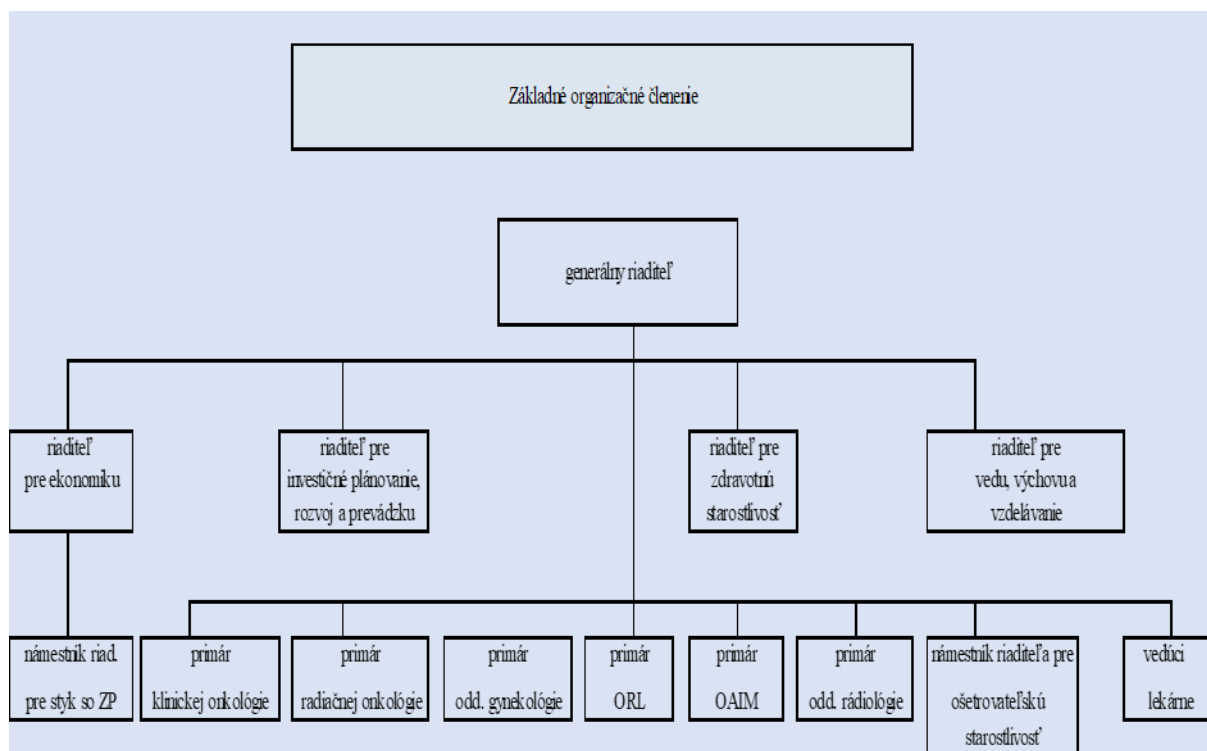 Základné organizačné členenie
generálny riaditeľ
riaditeľ
pre ekonomiku
riaditeľ pre
investičné plánovanie,
rozvoj a prevádzku
riaditeľ pre
zdravotnú
starostlivosť
riaditeľ pre
vedu, výchovu a
vzdelávanie
námestník riad.
pre styk so ZP
primár
klinickej onkológie
primár
radiačnej onkológie
primár
odd. gynekológie
primár
ORL
primár
OAIM
primár
odd. rádiológie
námestník riaditeľa pre
ošetrovateľskú
starostlivosť
vedúci
lekárne